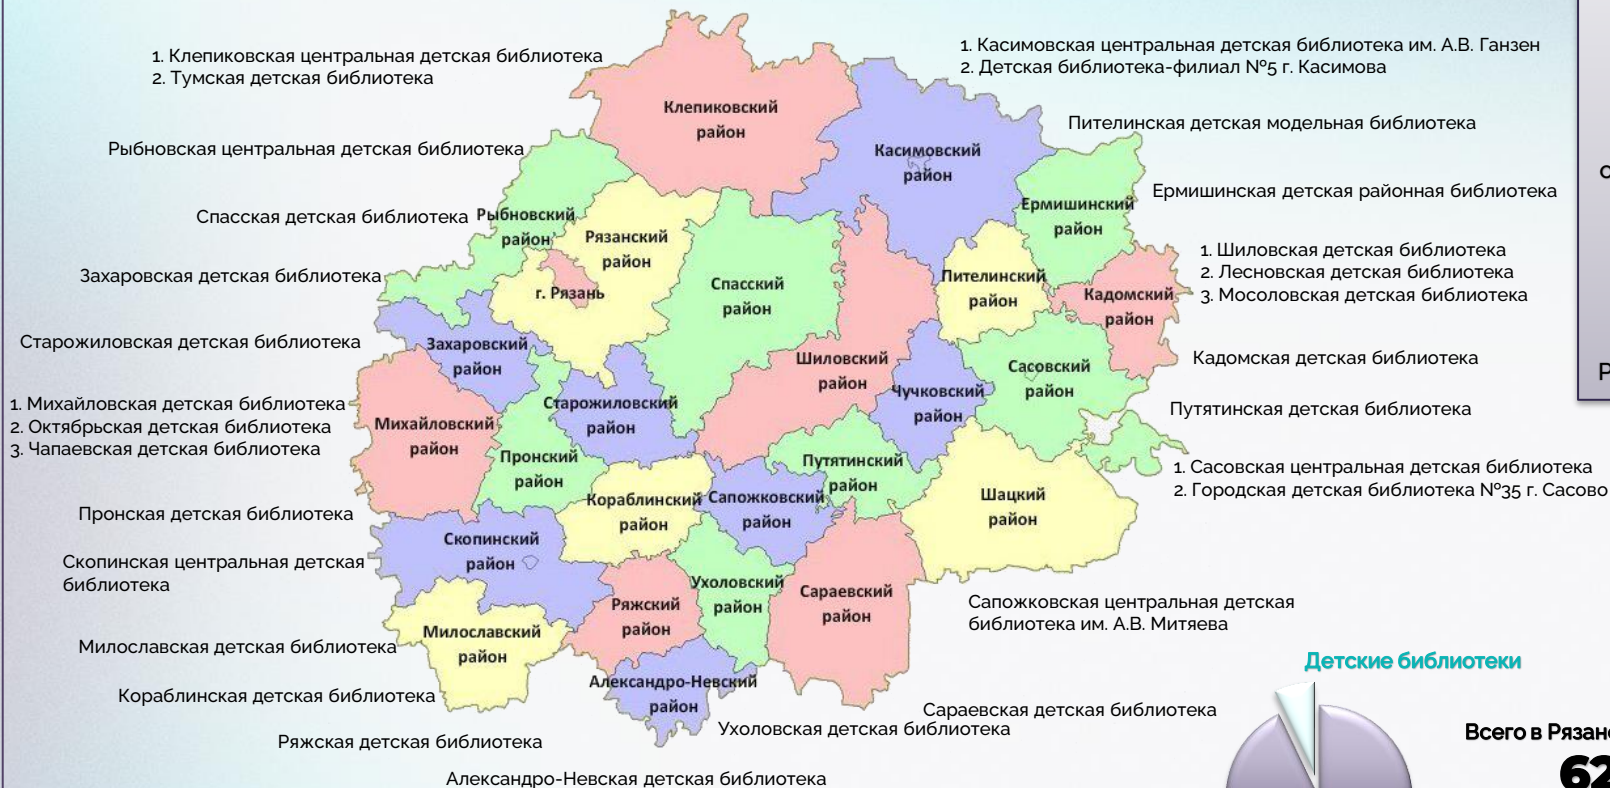 1. Клепиковская центральная детская библиотека
2. Тумская детская библиотека
1. Касимовская центральная детская библиотека им. А.В. Ганзен
2. Детская библиотека-филиал №5 г. Касимова
Пителинская детская модельная библиотека
Рыбновская центральная детская библиотека
Ермишинская детская районная библиотека
Спасская детская библиотека
Захаровская детская библиотека
1. Шиловская детская библиотека
2. Лесновская детская библиотека
3. Мосоловская детская библиотека
Старожиловская детская библиотека
Кадомская детская библиотека
1. Михайловская детская библиотека
2. Октябрьская детская библиотека
3. Чапаевская детская библиотека
Путятинская детская библиотека
1. Сасовская центральная детская библиотека
2. Городская детская библиотека №35 г. Сасово
Пронская детская библиотека
Скопинская центральная детская
библиотека
Сапожковская центральная детская
библиотека им. А.В. Митяева
Милославская детская библиотека
Кораблинская детская библиотека
Сараевская детская библиотека
Ухоловская детская библиотека
Ряжская детская библиотека
Александро-Невская детская библиотека
Клепиковский
район
Касимовский
район
Ермишинский
район
Рыбновский
район
Рязанский
район
г. Рязань
Спасский
район
Пителинский
район
Кадомский
район
Захаровский
район
Шиловский
район
Чучковский
район
Сасовский
район
Михайловский
район
Старожиловский
район
Пронский
район
Путятинский
район
Кораблинский
район
Сапожковский
район
Шацкий
район
Скопинский
район
Ухоловский
район
Сараевский
район
Ряжский
район
Милославский
район
Александро-Невский
район
Детские библиотеки
Всего в
62